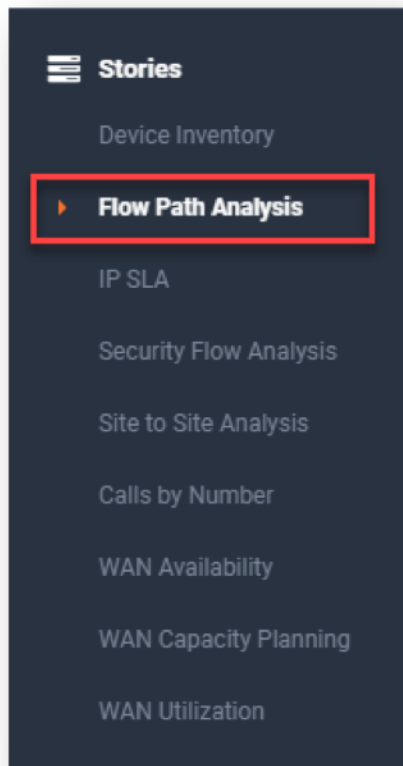 Stories
Device Inventory
Flow Path Analysis
IP SLA
Security Flow Analysis
Site to Site Analysis
Calls by Number
WAN Availability
WAN Capacity Planning
WAN Utilization